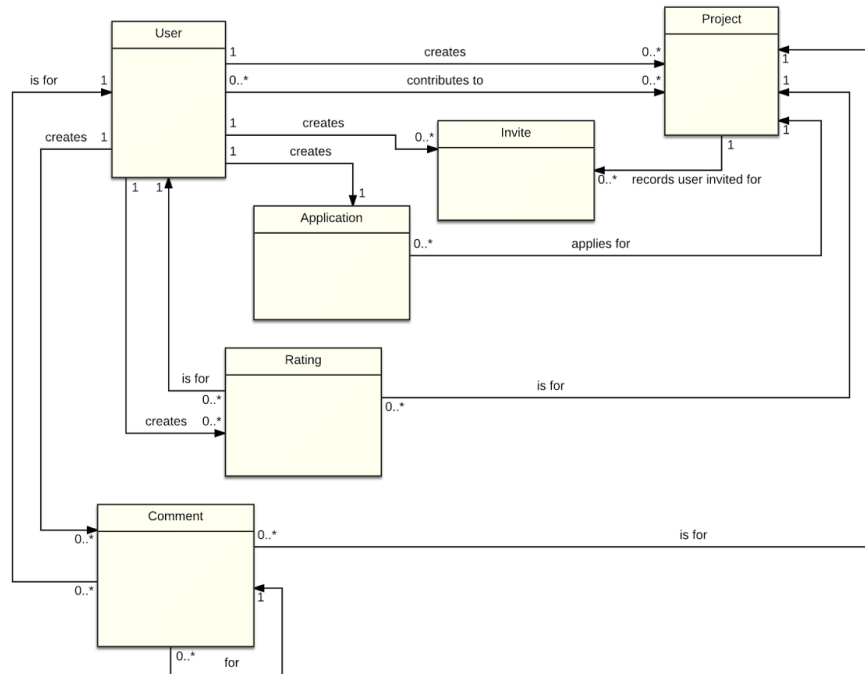 Project
User
1 creates 0..*
1
is for 1
0..* contributes to 0..*
1
1 creates
0..*
Invite
1
creates 1
1 creates
1
0..* records user invited for
1 1
1
Application
0..*
applies for
Rating
is for
0..*
is for
0..*
creates 0..*
Comment
0..*
is for
0..*
0..*
1
0..*
for